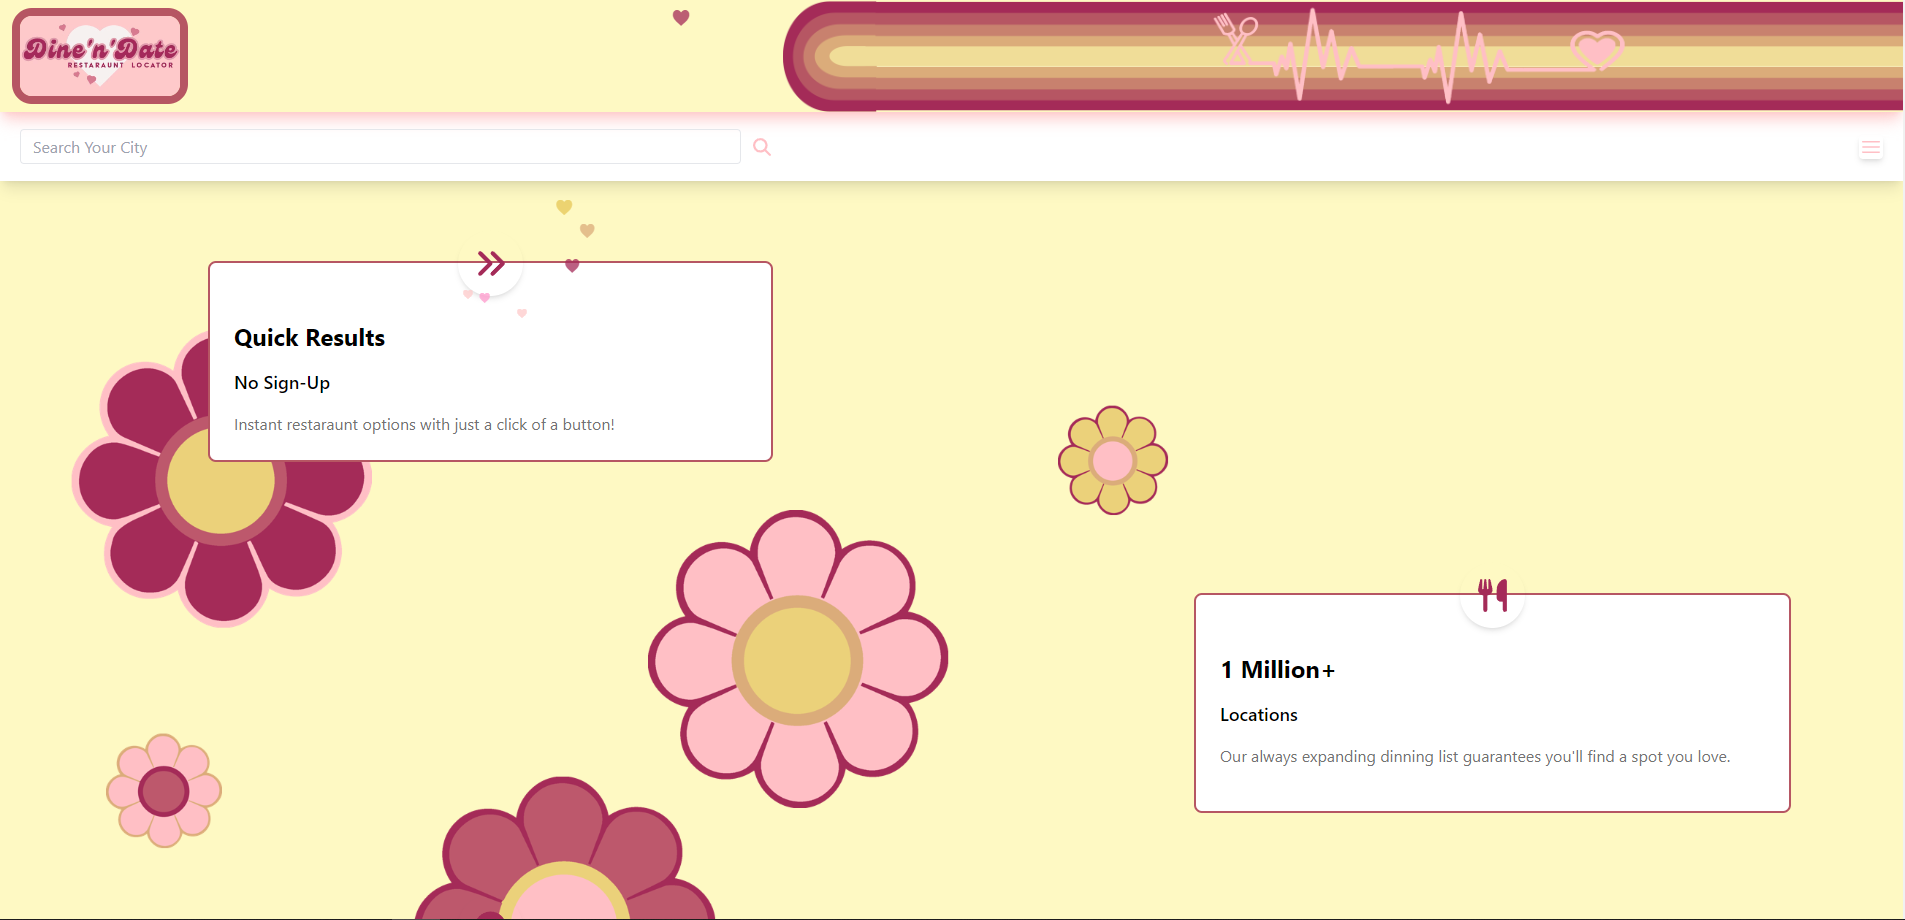 Dine'n'Date
RESTARAUNT LOCATOR
Search Your City
Quick Results
No Sign-Up
Instant restaraunt options with just a click of a button!
1 Million+
Locations
Our always expanding dinning list guarantees you'll find a spot you love.